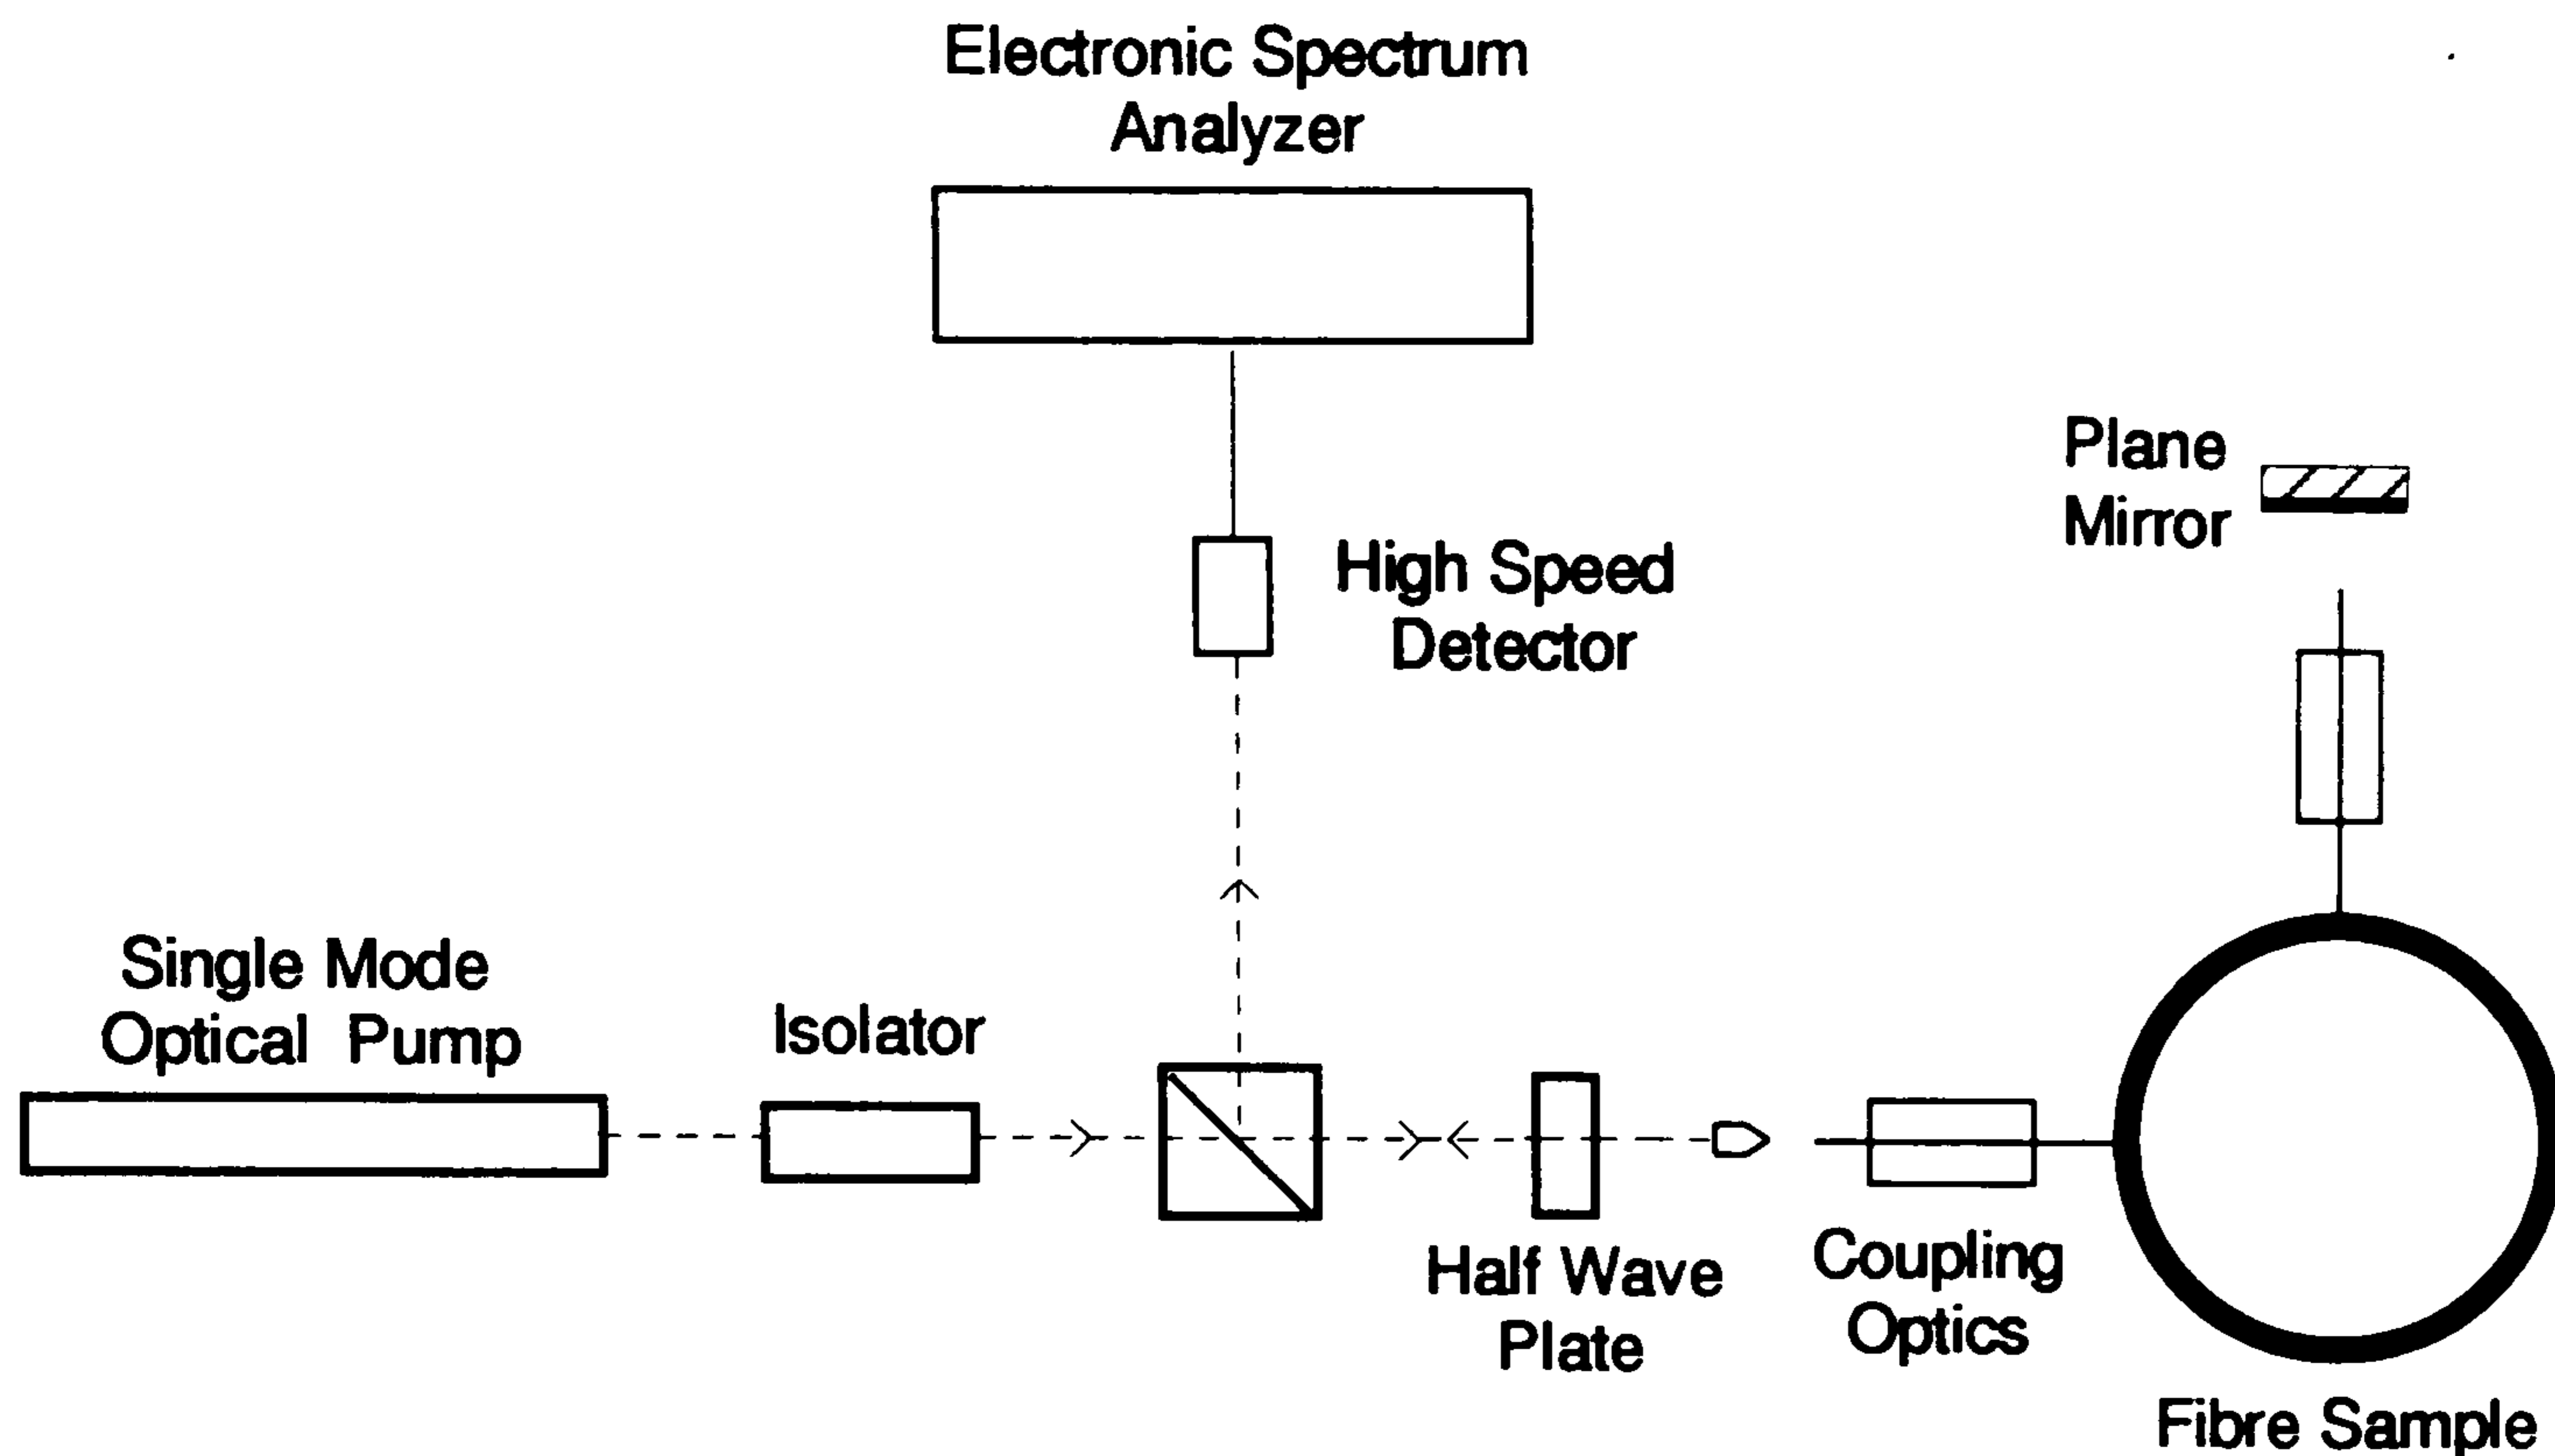 Electronic Spectrum
Analyzer
Plane
Mirror
High Speed
Detector
Single Mode
Optical Pump
Isolator
Half Wave
Plate
Coupling
Optics
Fibre Sample